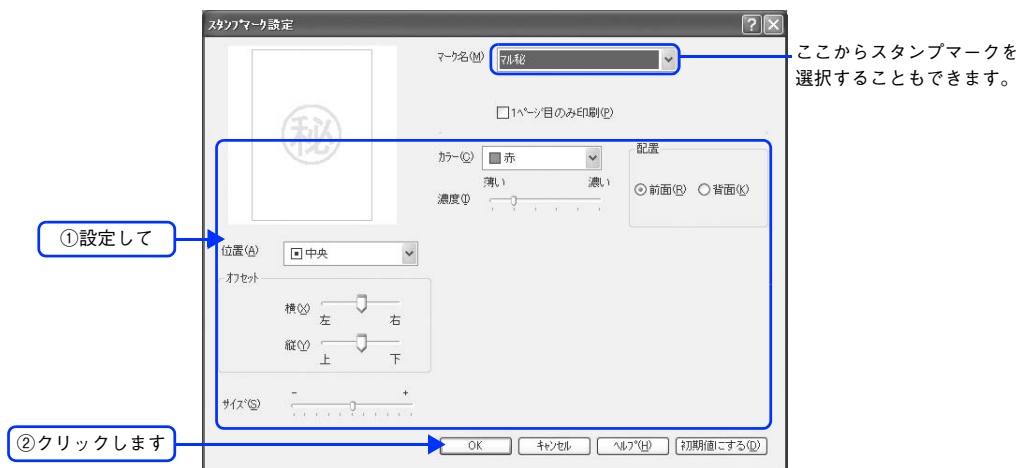 スタンプマーク設定
マーク名(M) マル秘
ここからスタンプマークを
選択することもできます。
1ページ目のみ印刷(P)
秘
カラー(C) 赤
配置
薄い 濃い
濃度(I)
前面(R) 背面(K)
①設定して
位置(A) 中央
オフセット
横(X)
左 右
縦(Y)
上 下
サイズ(S) - +
②クリックします
OK キャンセル ヘルプ(H) 初期値にする(D)